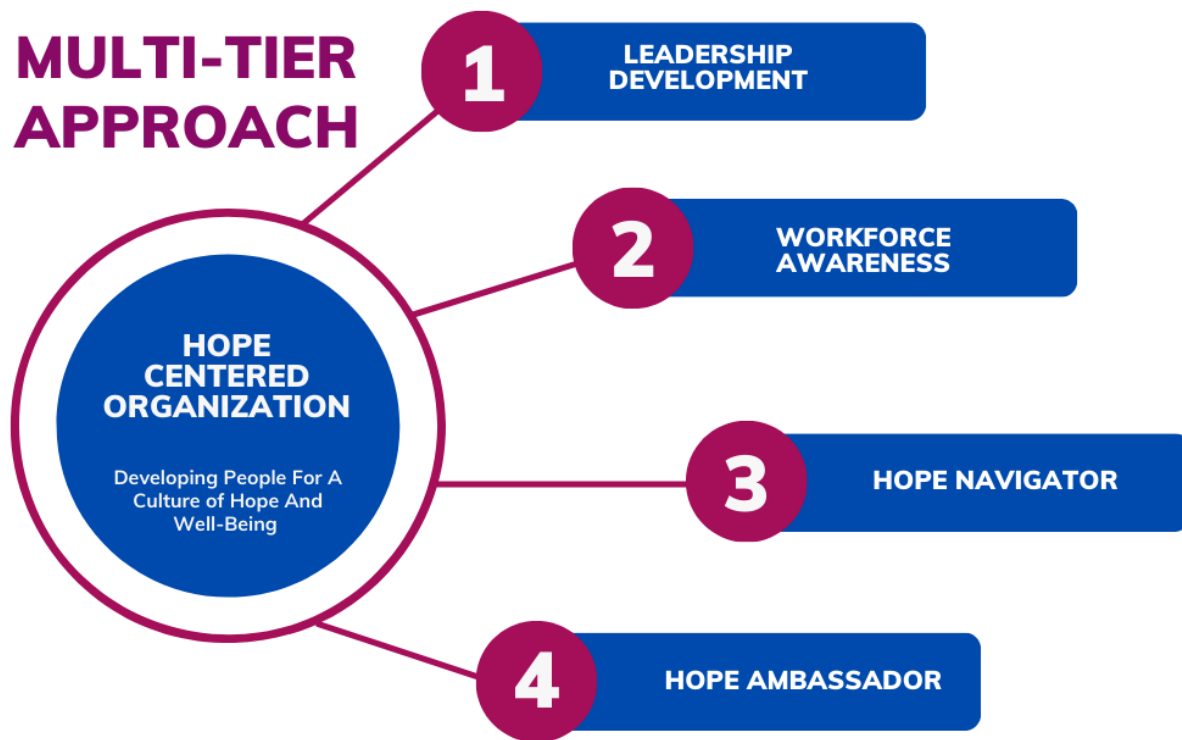 MULTI-TIER
APPROACH
1
LEADERSHIP
DEVELOPMENT
2
WORKFORCE
AWARENESS
HOPE
CENTERED
ORGANIZATION
Developing People For A
Culture of Hope And
Well-Being
3
HOPE NAVIGATOR
4
HOPE AMBASSADOR